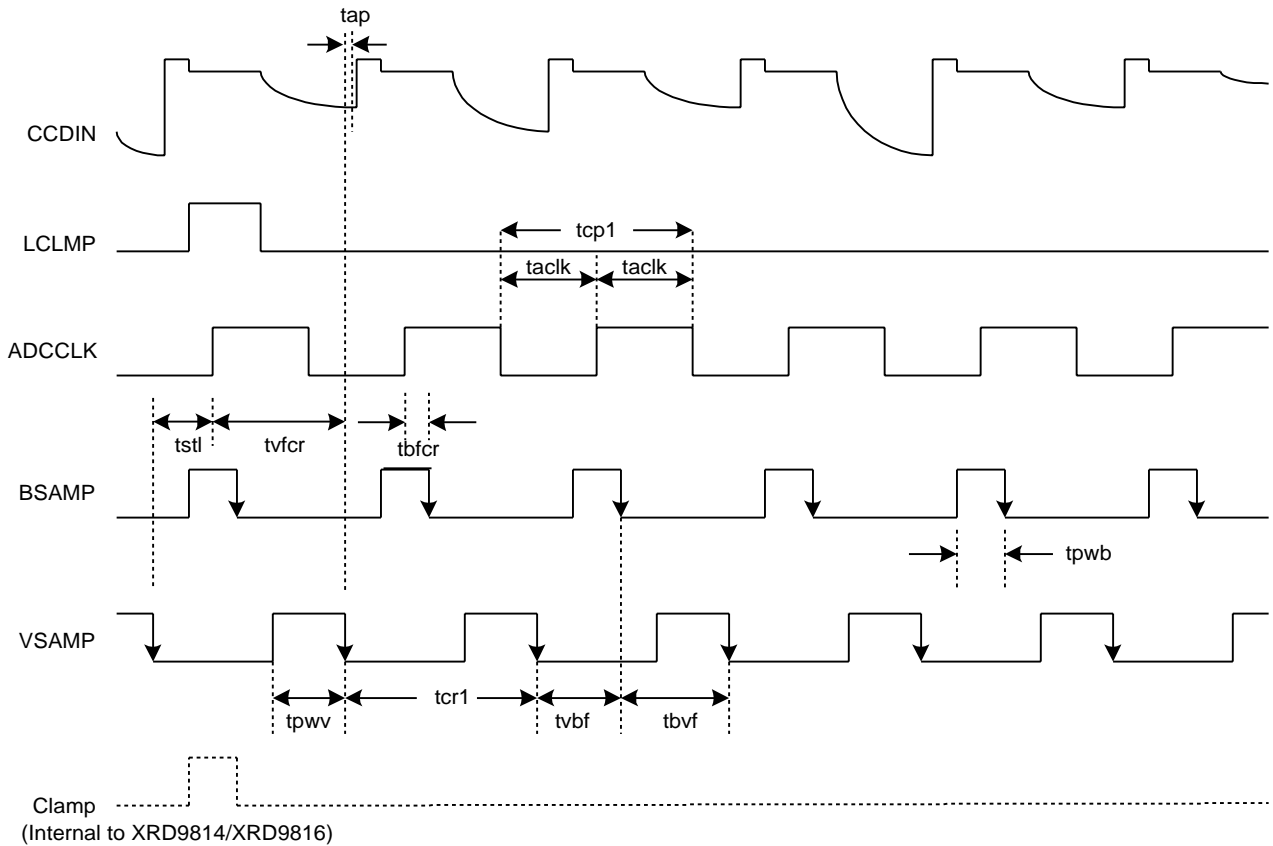 tap
CCDIN
LCLMP
tcp1
taclk taclk
ADCCLK
tstl tvfcr tbfcr
BSAMP
tpwb
VSAMP
tpwv tcr1 tvbf tbvf
Clamp
(Internal to XRD9814/XRD9816)